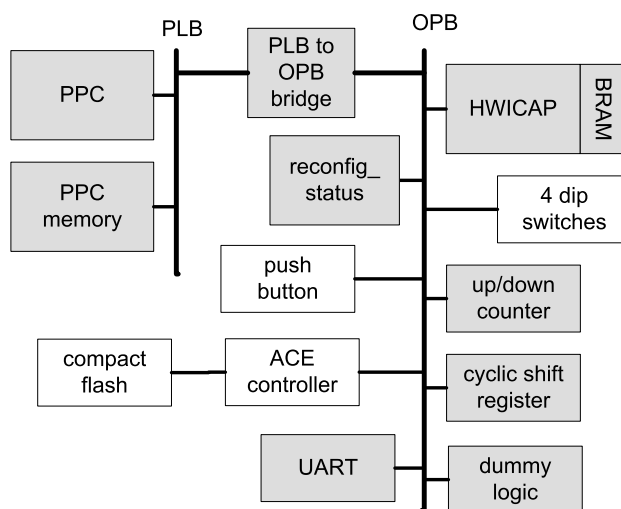 PLB
OPB
PPC
PLB to
OPB
bridge
HWICAP
BRAM
PPC
memory
reconfig_
status
4 dip
switches
push
button
up/down
counter
compact
flash
ACE
controller
cyclic shift
register
UART
dummy
logic